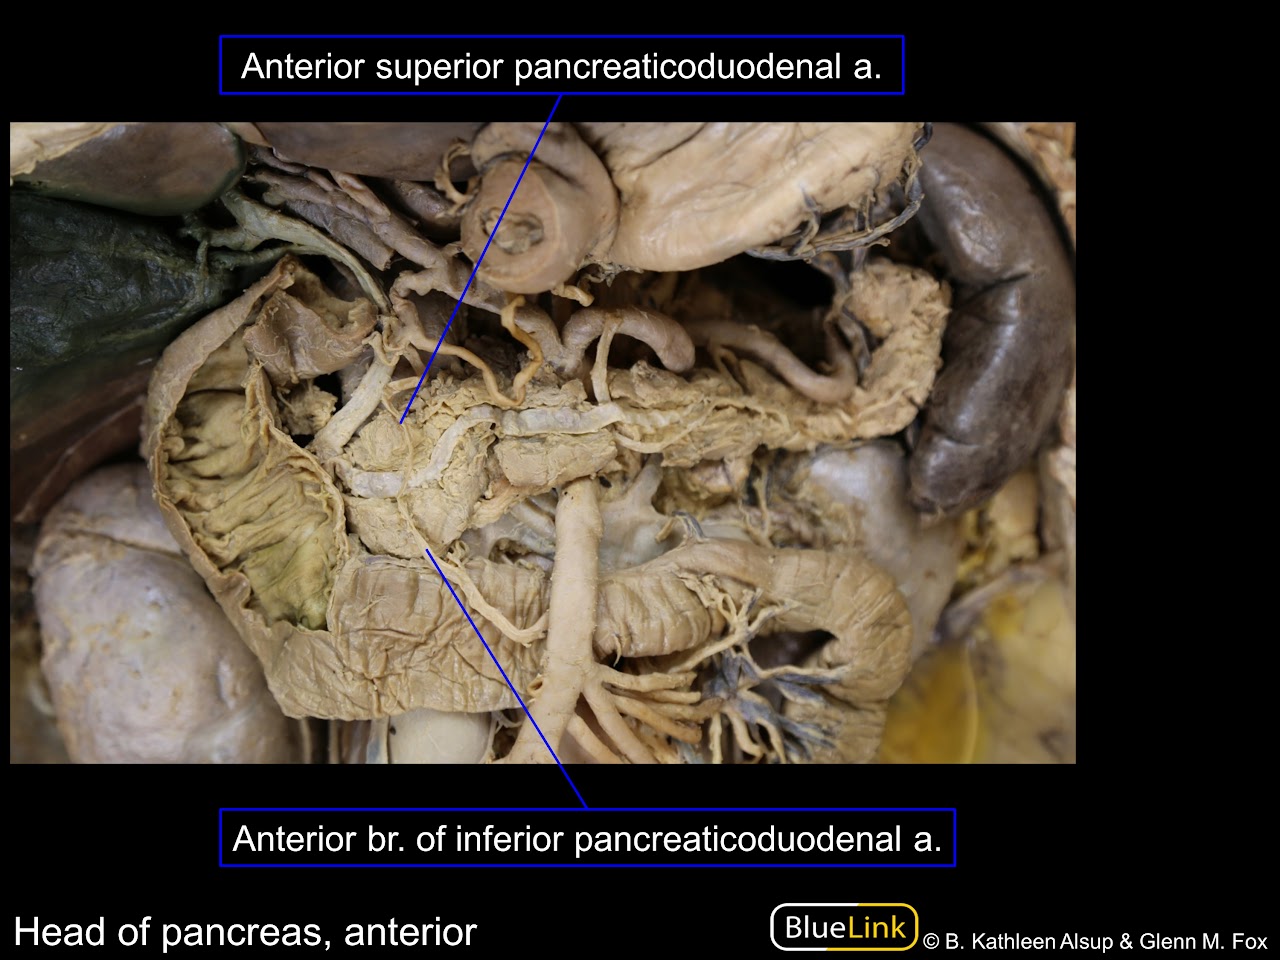 Anterior superior pancreaticoduodenal a.
Anterior br. of inferior pancreaticoduodenal a.
Head of pancreas, anterior
BlueLink © B. Kathleen Alsup & Glenn M. Fox